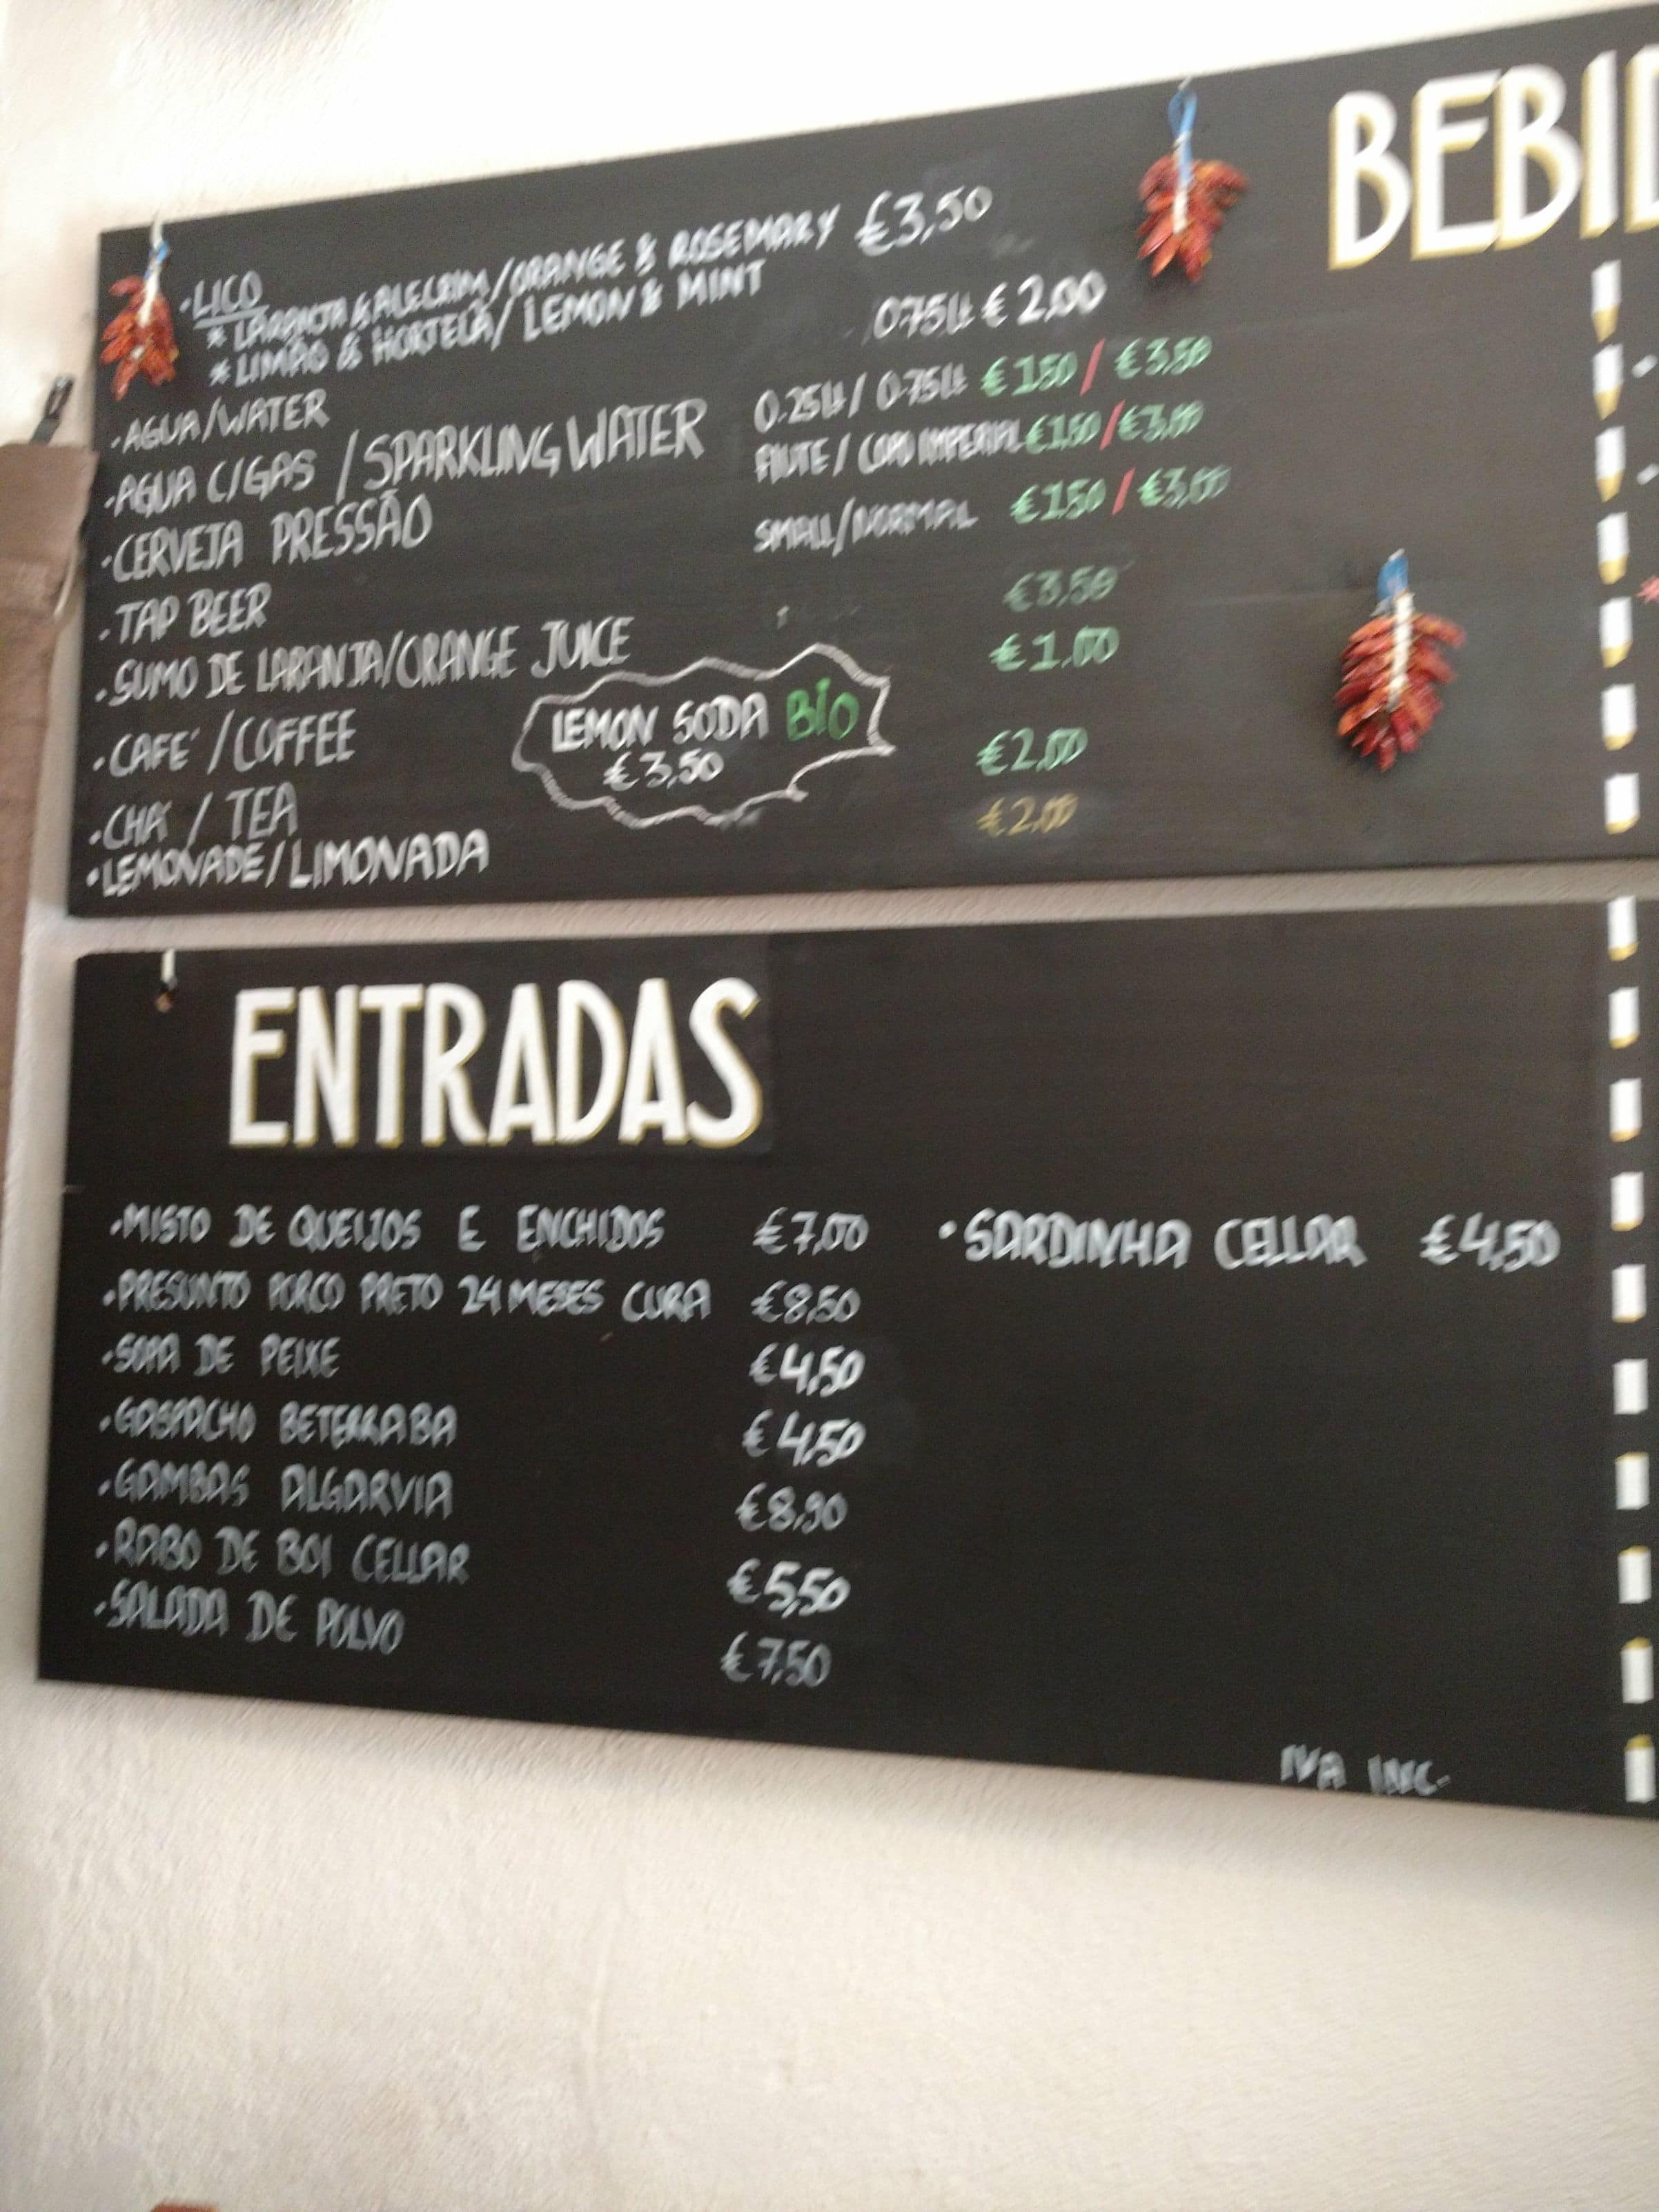 BEBID
·LICO
* LARANJA & ALECRIM/ORANGE & ROSEMARY €3,50
* LIMÃO & HORTELÃ/ LEMON & MINT
·AGUA/WATER 0.75Lt €2,00
·AGUA C/GAS /SPARKLING WATER 0.25Lt/ 0.75Lt €1.50/€3,50
·CERVEJA PRESSÃO IMPERIAL €1.50/€3,00
·TAP BEER SMALL/NORMAL €1.50/€3,00
·SUMO DE LARANJA/ORANGE JUICE €3,50
·CAFÉ/COFFEE €1.00
LEMON SODA BIO
€3,50
·CHÁ / TEA €2,00
·LEMONADE/LIMONADA €2,00
ENTRADAS
·MISTO DE QUEIJOS E ENCHIDOS €7,00
·PRESUNTO PORCO PRETO 24 MESES CURA €8,50
·SOPA DE PEIXE €4,50
·GASPACHO BETERRABA €4,50
·GAMBAS ALGARVIA €8,90
·RABO DE BOI CELLAR €5,50
·SALADA DE POLVO €7,50
·SARDINHA CELLAR €4,50
IVA INC.